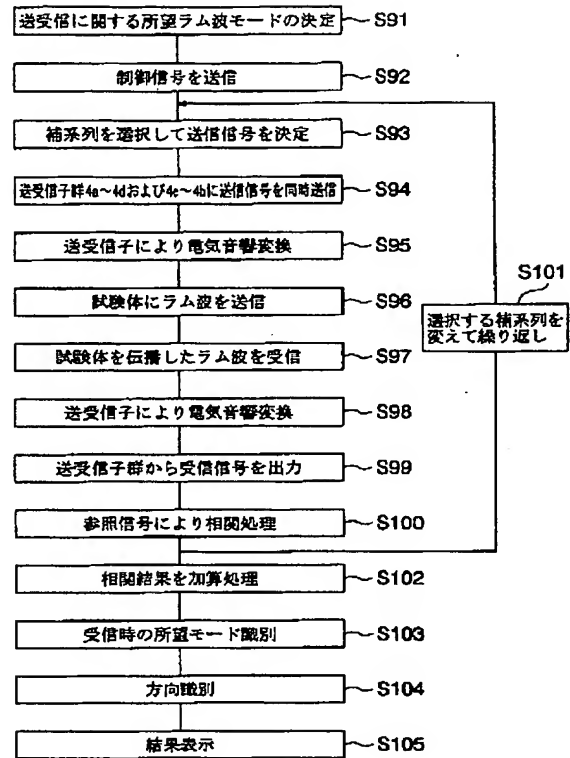 送受信に関する所望ラム波モードの決定 S91
制御信号を送信 S92
補系列を選択して送信信号を決定 S93
送受信子群4a～4dおよび4e～4bに送信信号を同時送信 S94
送受信子により電気音響変換 S95
試験体にラム波を送信 S96
試験体を伝播したラム波を受信 S97
送受信子により電気音響変換 S98
送受信子群から受信信号を出力 S99
参照信号により相関処理 S100
S101
選択する補系列を
変えて繰り返し
相関結果を加算処理 S102
受信時の所望モード識別 S103
方向識別 S104
結果表示 S105